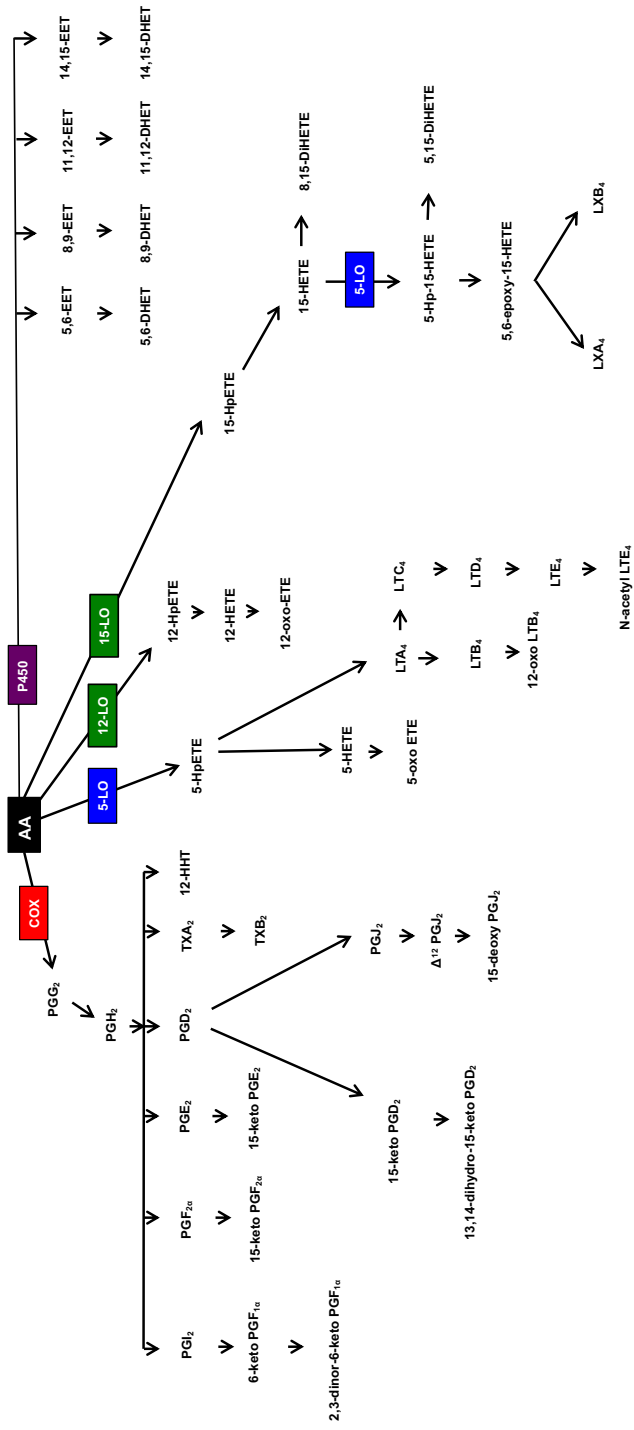 AA
COX
5-LO
12-LO
15-LO
P450
PGG₂
PGH₂
PGI₂
PGF₂α
PGE₂
PGD₂
TXA₂
12-HHT
6-keto PGF₁α
15-keto PGF₂α
15-keto PGE₂
TXB₂
2,3-dinor-6-keto PGF₁α
15-keto PGD₂
PGJ₂
13,14-dihydro-15-keto PGD₂
Δ¹² PGJ₂
15-deoxy PGJ₂
5-HpETE
5-HETE
5-oxo ETE
LTA₄
LTC₄
LTB₄
LTD₄
12-oxo LTB₄
LTE₄
N-acetyl LTE₄
12-HpETE
12-HETE
12-oxo-ETE
15-HpETE
15-HETE
8,15-DiHETE
5-LO
5-Hp-15-HETE
5,15-DiHETE
5,6-epoxy-15-HETE
LXA₄
LXB₄
5,6-EET
8,9-EET
11,12-EET
14,15-EET
5,6-DHET
8,9-DHET
11,12-DHET
14,15-DHET